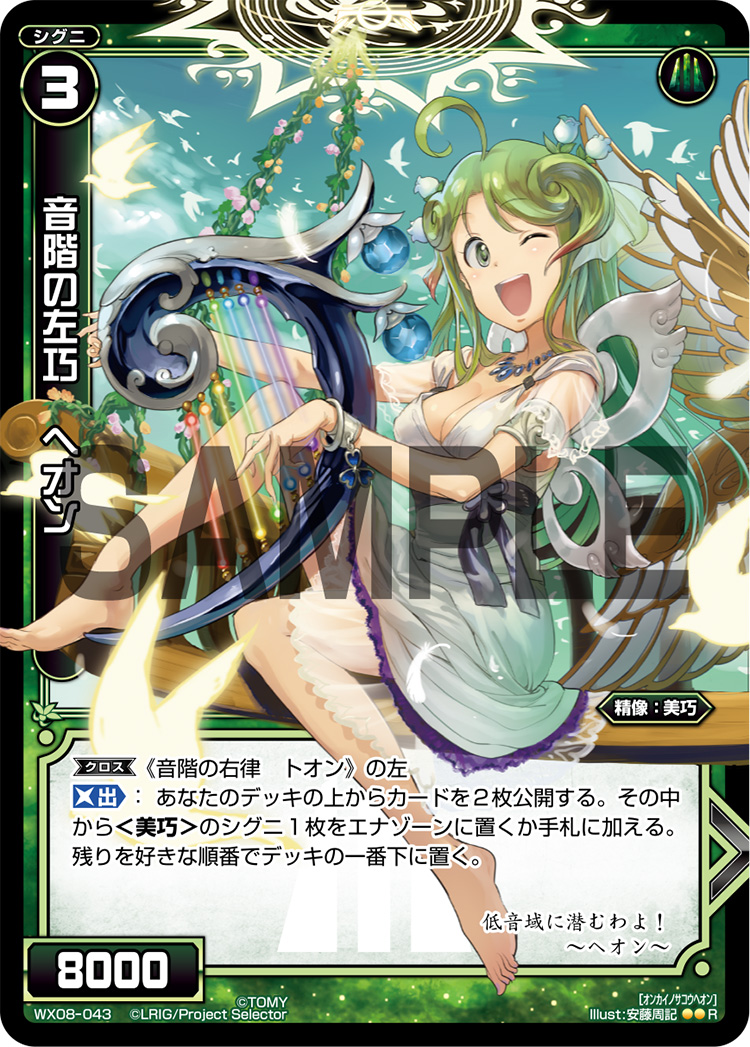 シグニ
3
音階の左巧 ヘオン
SAMPLE
精像:美巧
クロス 《音階の右律 トオン》の左
出 : あなたのデッキの上からカードを2枚公開する。その中
から<美巧>のシグニ1枚をエナゾーンに置くか手札に加える。
残りを好きな順番でデッキの一番下に置く。
低音域に潜むわよ!
～ヘオン～
8000
WX08-043 ©LRIG/Project Selector
©TOMY
[オンカイノサコウヘオン]
Illust:安藤周記 R